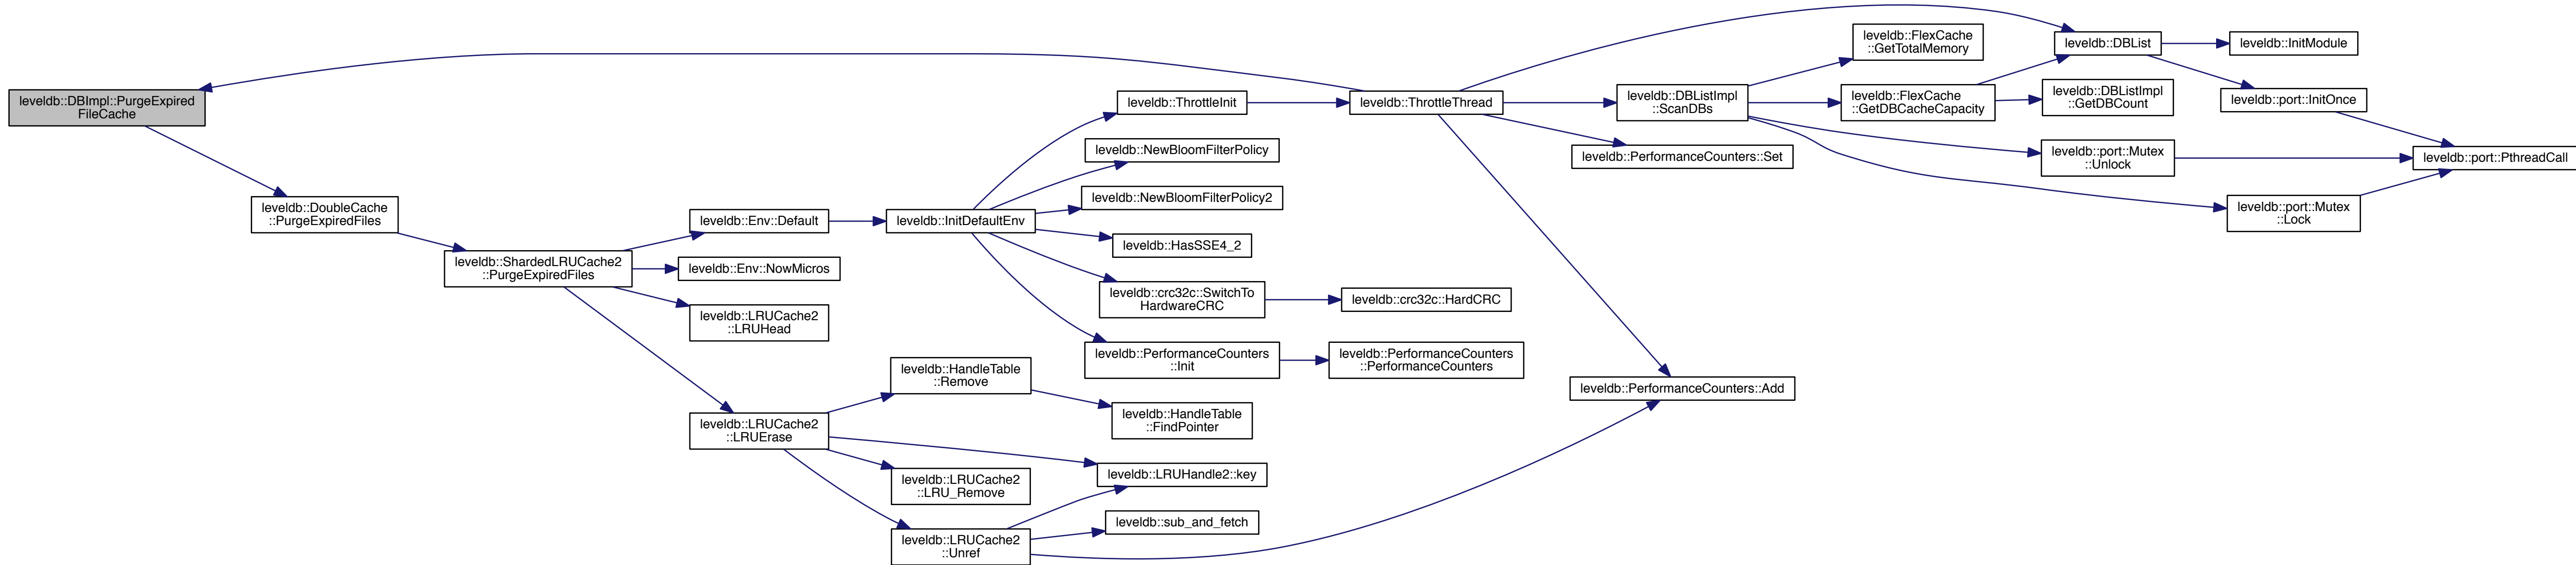 leveldb::DBImpl::PurgeExpired
FileCache
leveldb::DoubleCache
::PurgeExpiredFiles
leveldb::ShardedLRUCache2
::PurgeExpiredFiles
leveldb::Env::Default
leveldb::Env::NowMicros
leveldb::LRUCache2
::LRUHead
leveldb::LRUCache2
::LRUErase
leveldb::InitDefaultEnv
leveldb::HandleTable
::Remove
leveldb::LRUCache2
::LRU_Remove
leveldb::LRUCache2
::Unref
leveldb::ThrottleInit
leveldb::NewBloomFilterPolicy
leveldb::NewBloomFilterPolicy2
leveldb::HasSSE4_2
leveldb::crc32c::SwitchTo
HardwareCRC
leveldb::PerformanceCounters
::Init
leveldb::HandleTable
::FindPointer
leveldb::LRUHandle2::key
leveldb::sub_and_fetch
leveldb::ThrottleThread
leveldb::crc32c::HardCRC
leveldb::PerformanceCounters
::PerformanceCounters
leveldb::DBListImpl
::ScanDBs
leveldb::PerformanceCounters::Set
leveldb::PerformanceCounters::Add
leveldb::FlexCache
::GetTotalMemory
leveldb::FlexCache
::GetDBCacheCapacity
leveldb::DBList
leveldb::DBListImpl
::GetDBCount
leveldb::port::Mutex
::Unlock
leveldb::InitModule
leveldb::port::InitOnce
leveldb::port::Mutex
::Lock
leveldb::port::PthreadCall